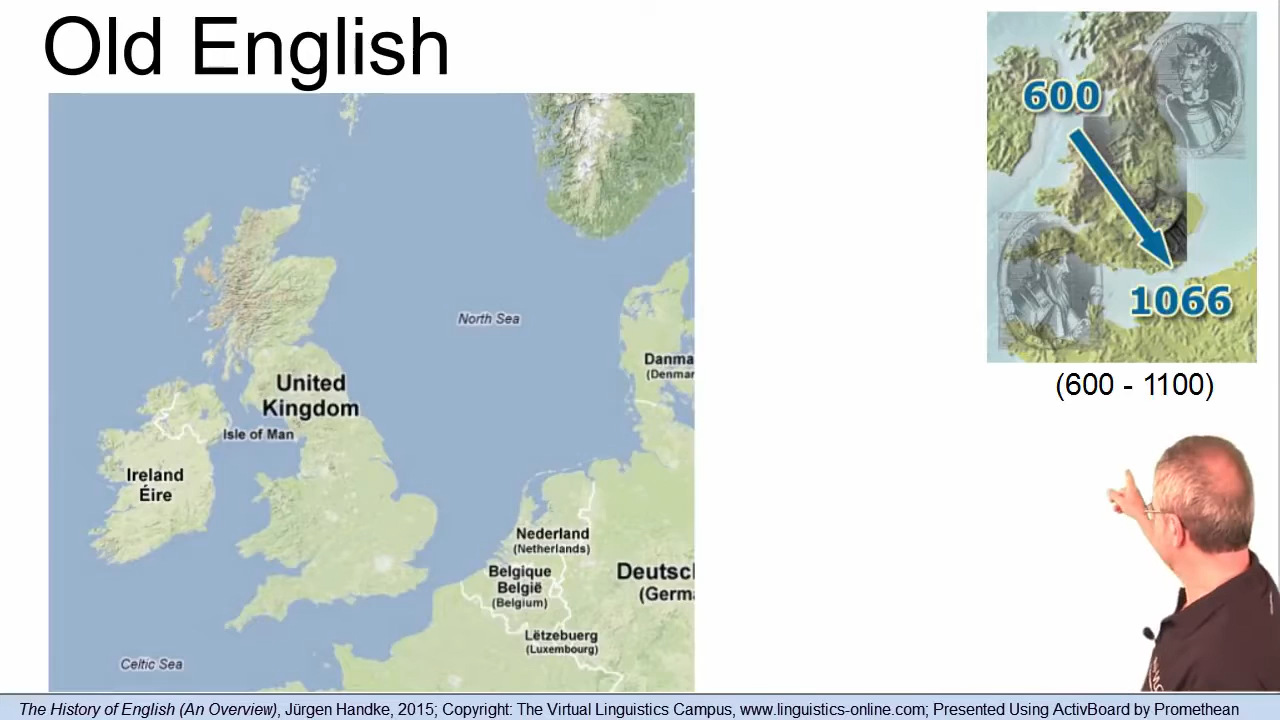 Old English
600
1066
(600 - 1100)
North Sea
Danma
(Denmar
United
Kingdom
Isle of Man
Ireland
Éire
Nederland
(Netherlands)
Belgique
België
(Belgium)
Deutscl
(Germa
Lëtzebuerg
(Luxembourg)
Celtic Sea
The History of English (An Overview), Jürgen Handke, 2015; Copyright: The Virtual Linguistics Campus, www.linguistics-online.com; Presented Using ActivBoard by Promethean